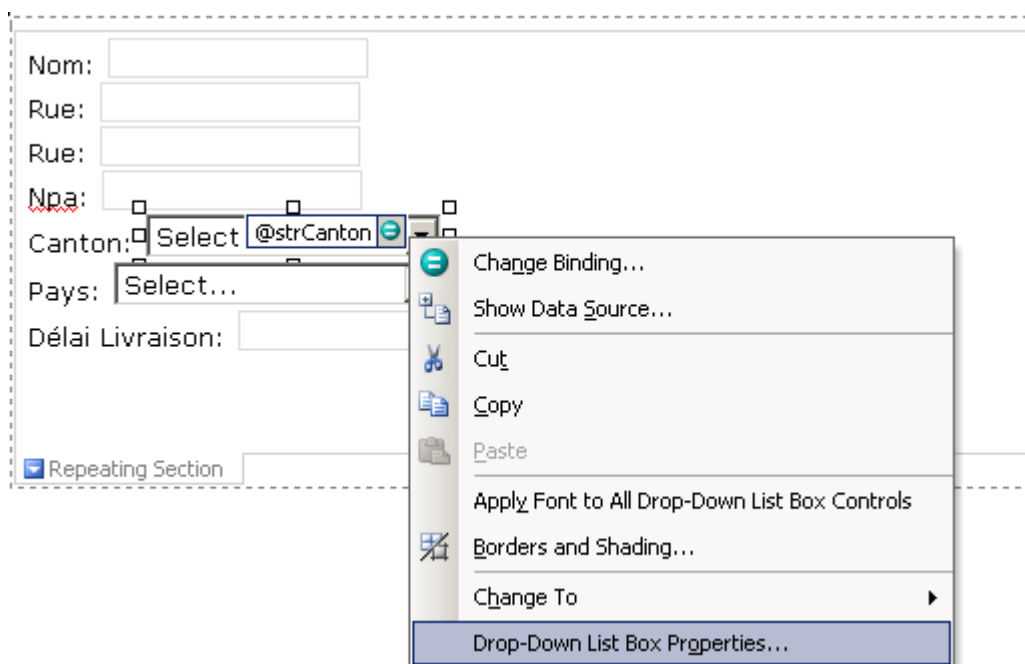 Nom:
Rue:
Rue:
Npa:
Canton: Select @strCanton
Pays: Select...
Délai Livraison:
Repeating Section
Change Binding...
Show Data Source...
Cut
Copy
Paste
Apply Font to All Drop-Down List Box Controls
Borders and Shading...
Change To
Drop-Down List Box Properties...